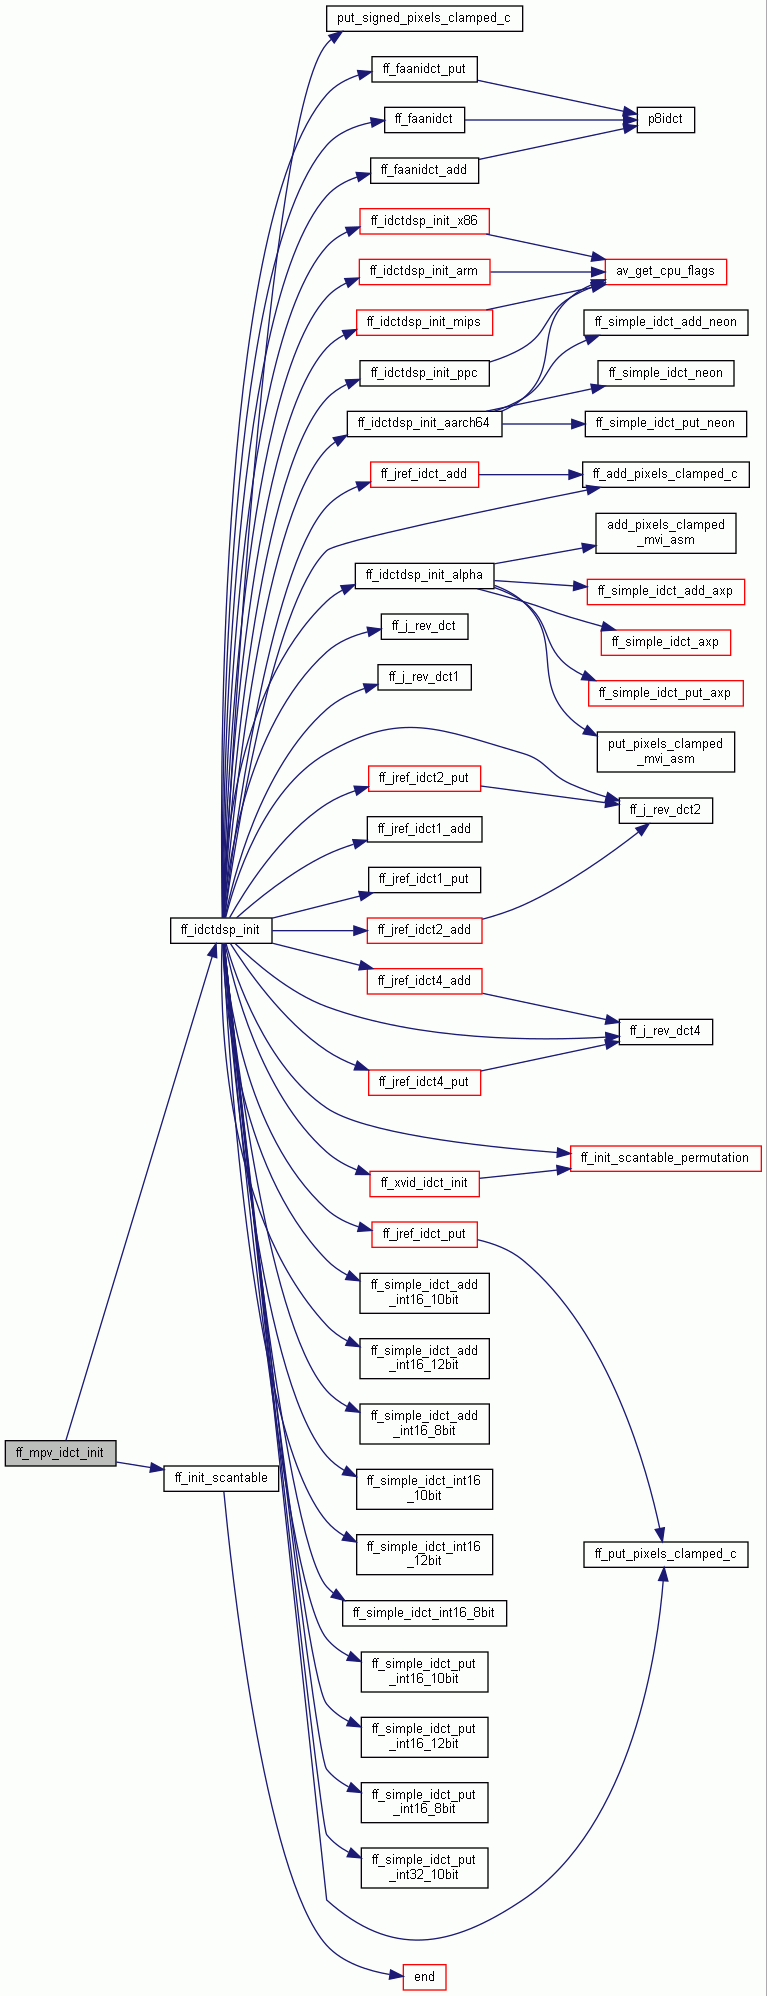 put_signed_pixels_clamped_c
ff_faanidct_put
ff_faanidct
p8idct
ff_faanidct_add
ff_idctdsp_init_x86
ff_idctdsp_init_arm
av_get_cpu_flags
ff_idctdsp_init_mips
ff_simple_idct_add_neon
ff_idctdsp_init_ppc
ff_simple_idct_neon
ff_idctdsp_init_aarch64
ff_simple_idct_put_neon
ff_jref_idct_add
ff_add_pixels_clamped_c
add_pixels_clamped
_mvi_asm
ff_idctdsp_init_alpha
ff_simple_idct_add_axp
ff_j_rev_dct
ff_simple_idct_axp
ff_j_rev_dct1
ff_simple_idct_put_axp
put_pixels_clamped
_mvi_asm
ff_jref_idct2_put
ff_j_rev_dct2
ff_jref_idct1_add
ff_jref_idct1_put
ff_idctdsp_init
ff_jref_idct2_add
ff_jref_idct4_add
ff_j_rev_dct4
ff_jref_idct4_put
ff_init_scantable_permutation
ff_xvid_idct_init
ff_jref_idct_put
ff_simple_idct_add
_int16_10bit
ff_simple_idct_add
_int16_12bit
ff_simple_idct_add
_int16_8bit
ff_mpv_idct_init
ff_init_scantable
ff_simple_idct_int16
_10bit
ff_simple_idct_int16
_12bit
ff_put_pixels_clamped_c
ff_simple_idct_int16_8bit
ff_simple_idct_put
_int16_10bit
ff_simple_idct_put
_int16_12bit
ff_simple_idct_put
_int16_8bit
ff_simple_idct_put
_int32_10bit
end